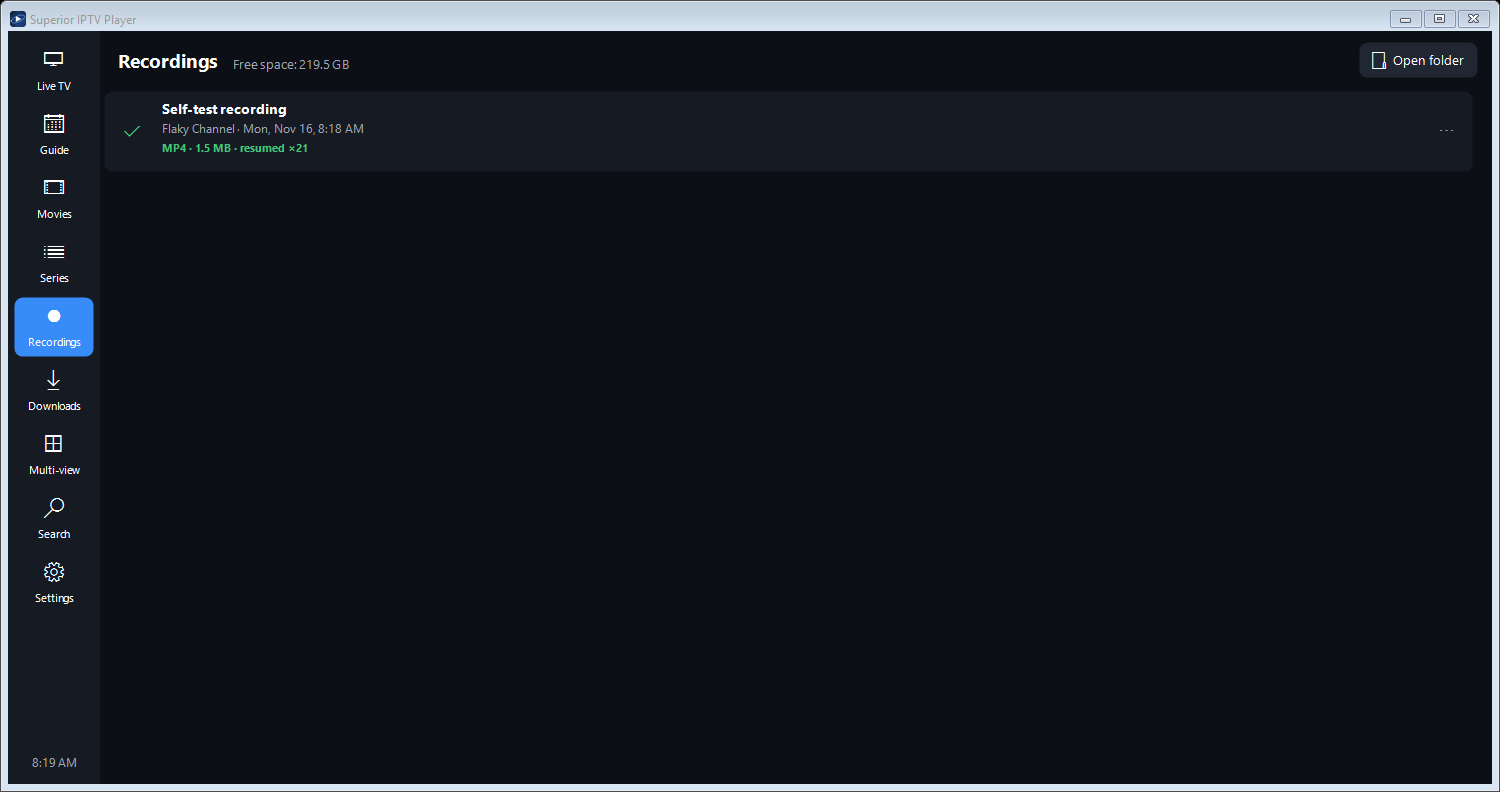 Superior IPTV Player
Live TV
Guide
Movies
Series
Recordings
Downloads
Multi-view
Search
Settings
8:19 AM
Recordings
Free space: 219.5 GB
Open folder
Self-test recording
Flaky Channel · Mon, Nov 16, 8:18 AM
MP4 · 1.5 MB · resumed ×21